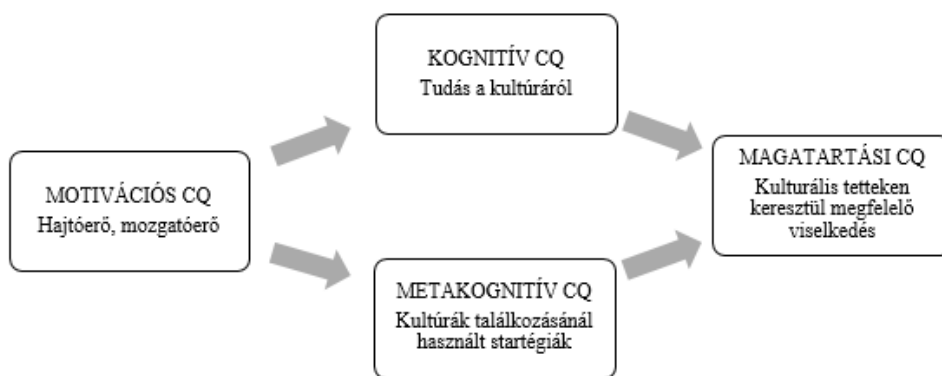 KOGNITÍV CQ
Tudás a kultúráról
MOTIVÁCIÓS CQ
Hajtóerő, mozgatóerő
MAGATARTÁSI CQ
Kulturális tetteken
keresztül megfelelő
viselkedés
METAKOGNITÍV CQ
Kultúrák találkozásánál
használt startégiák